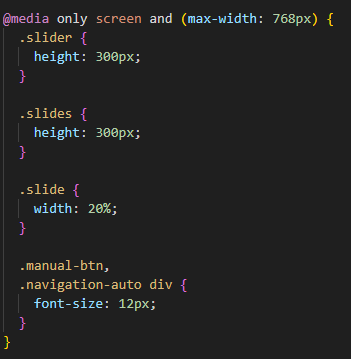 @media only screen and (max-width: 768px) {
  .slider {
    height: 300px;
  }

  .slides {
    height: 300px;
  }

  .slide {
    width: 20%;
  }

  .manual-btn,
  .navigation-auto div {
    font-size: 12px;
  }
}